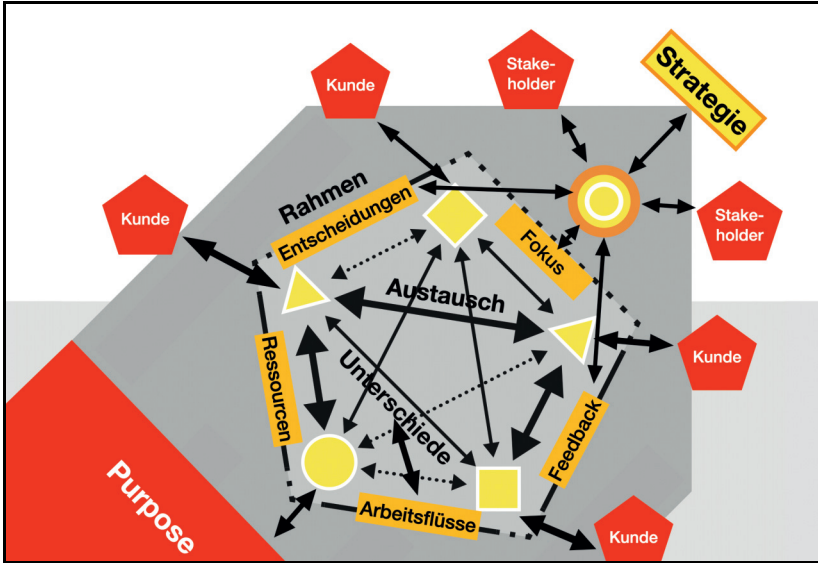 Kunde
Stake-
holder
Strategie
Kunde
Stake-
holder
Rahmen
Entscheidungen
Fokus
Austausch
Ressourcen
Unterschiede
Kunde
Feedback
Purpose
Arbeitsflüsse
Kunde